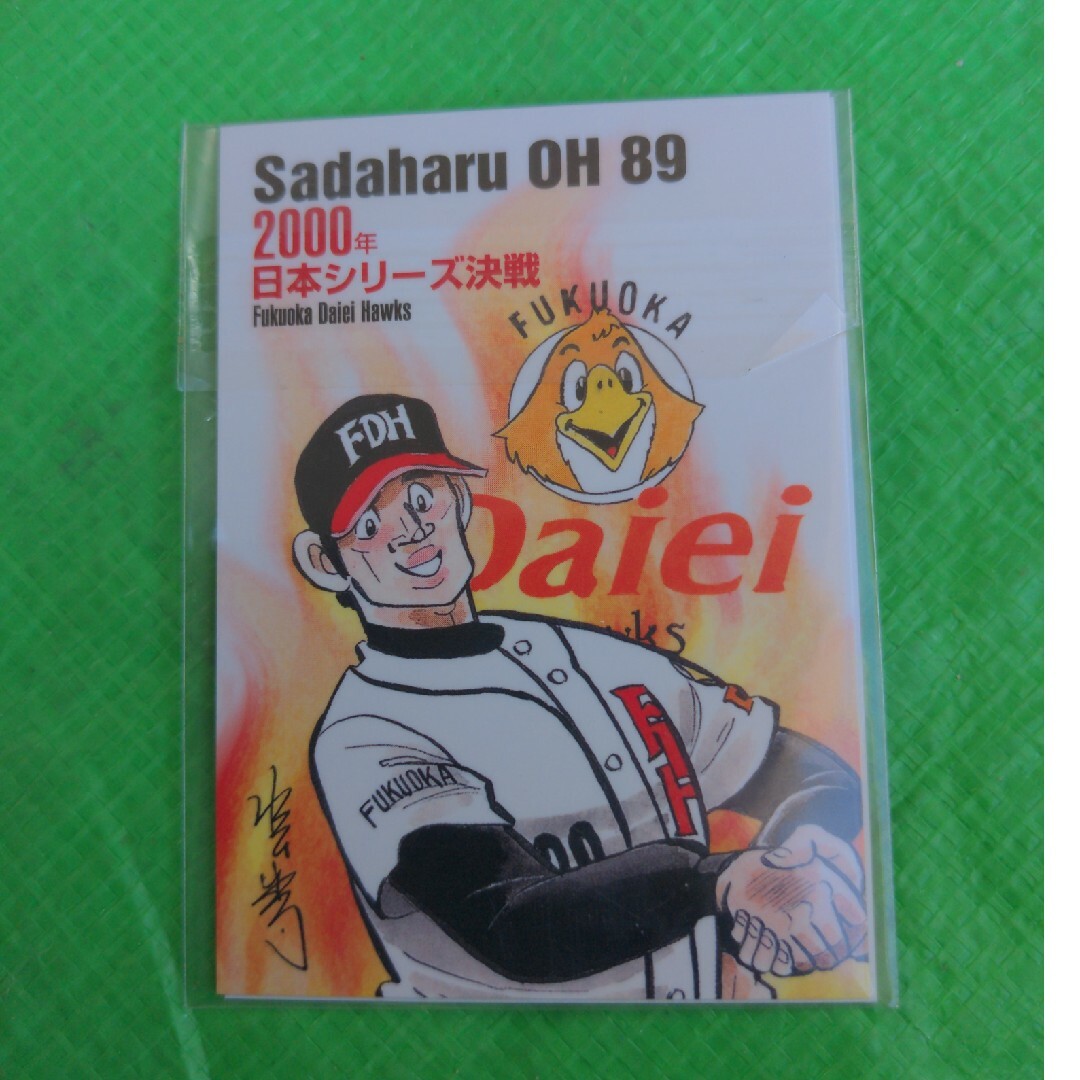 Sadaharu OH 89
2000年
日本シリーズ決戦
Fukuoka Daiei Hawks
FUKUOKA
FDH
Daiei
FUKUOKA